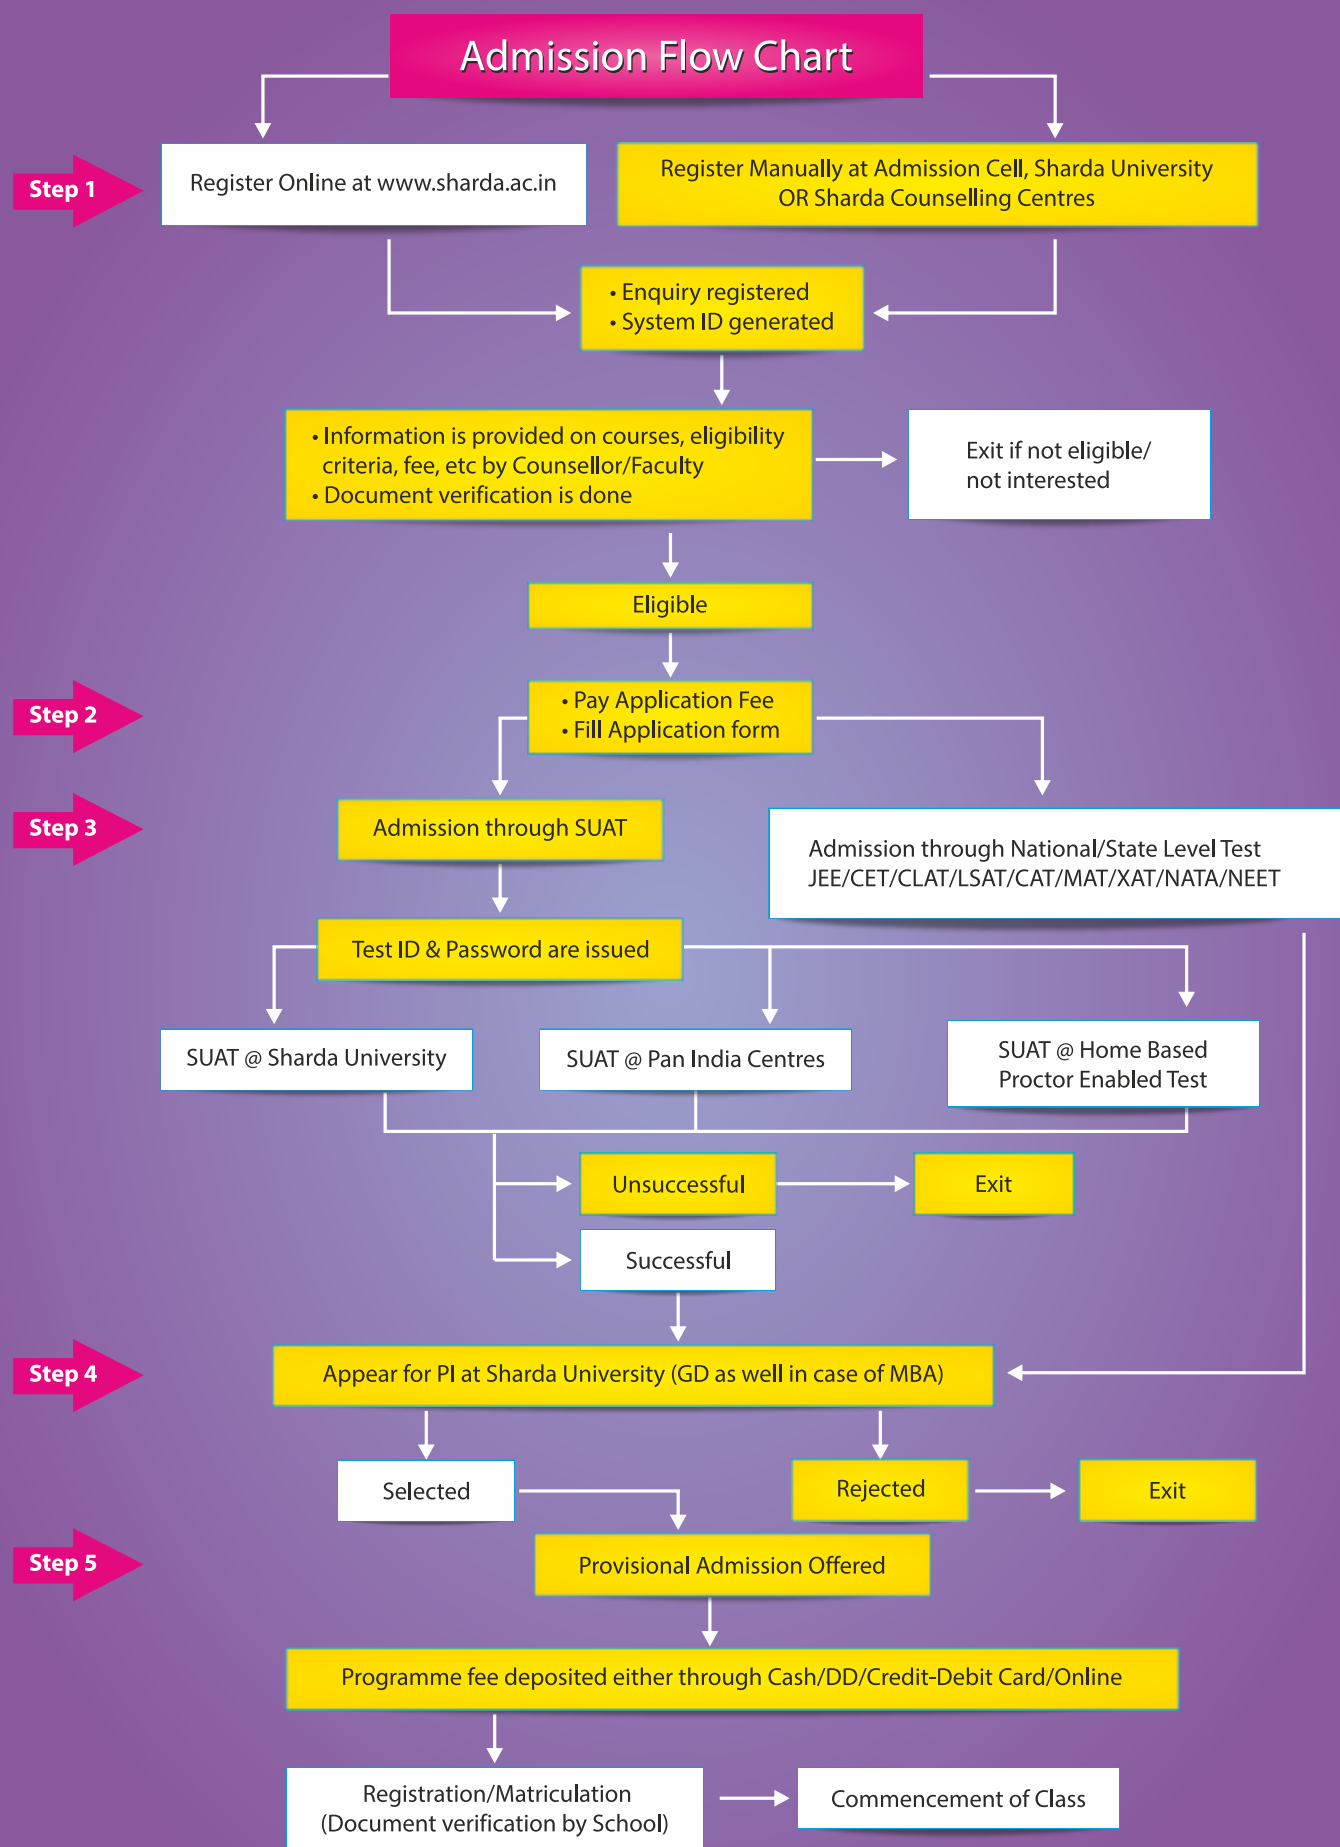 Admission Flow Chart
Step 1
Register Online at www.sharda.ac.in
Register Manually at Admission Cell, Sharda University
OR Sharda Counselling Centres
• Enquiry registered
• System ID generated
• Information is provided on courses, eligibility
criteria, fee, etc by Counsellor/Faculty
• Document verification is done
Exit if not eligible/
not interested
Eligible
Step 2
• Pay Application Fee
• Fill Application form
Step 3
Admission through SUAT
Admission through National/State Level Test
JEE/CET/CLAT/LSAT/CAT/MAT/XAT/NATA/NEET
Test ID & Password are issued
SUAT @ Sharda University
SUAT @ Pan India Centres
SUAT @ Home Based
Proctor Enabled Test
Unsuccessful
Exit
Successful
Step 4
Appear for PI at Sharda University (GD as well in case of MBA)
Selected
Rejected
Exit
Step 5
Provisional Admission Offered
Programme fee deposited either through Cash/DD/Credit-Debit Card/Online
Registration/Matriculation
(Document verification by School)
Commencement of Class